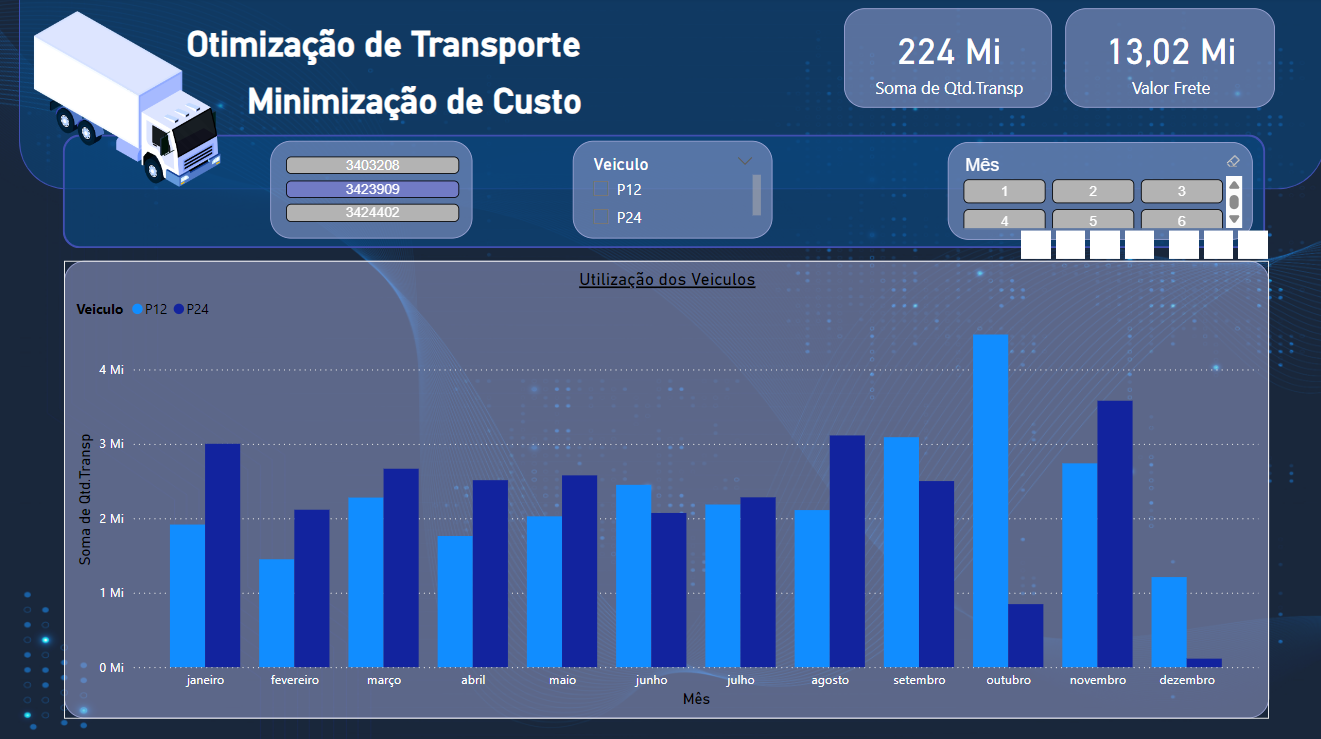 Otimização de Transporte
Minimização de Custo
224 Mi
Soma de Qtd.Transp
13,02 Mi
Valor Frete
3403208
3423909
3424402
Veiculo
P12
P24
Mês
1 2 3
4 5 6
Utilização dos Veiculos
Veiculo P12 P24
Soma de Qtd.Transp
4 Mi
3 Mi
2 Mi
1 Mi
0 Mi
janeiro fevereiro março abril maio junho julho agosto setembro outubro novembro dezembro
Mês